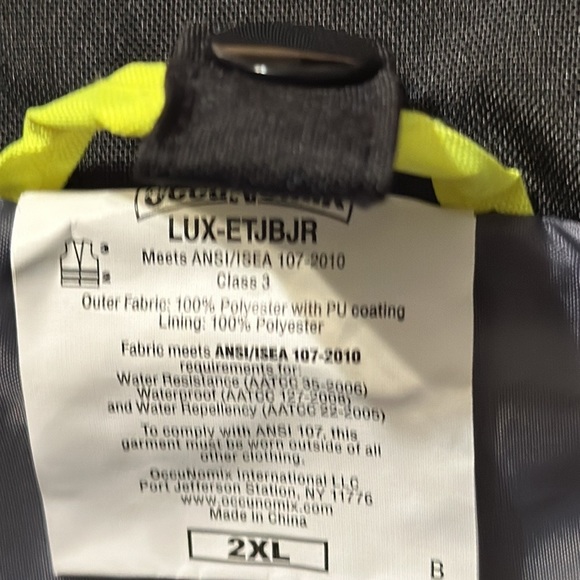 OccuNomix
LUX-ETJBJR
Meets ANSI/ISEA 107-2010
Class 3
Outer Fabric: 100% Polyester with PU coating
Lining: 100% Polyester
Fabric meets ANSI/ISEA 107-2010
requirements for:
Water Resistance (AATCC 35-2006)
Waterproof (AATCC 127-2008)
and Water Repellency (AATCC 22-2005)
To comply with ANSI 107, this
garment must be worn outside of all
other clothing.
OccuNomix International LLC
Port Jefferson Station, NY 11776
www.occunomix.com
Made in China
2XL
B